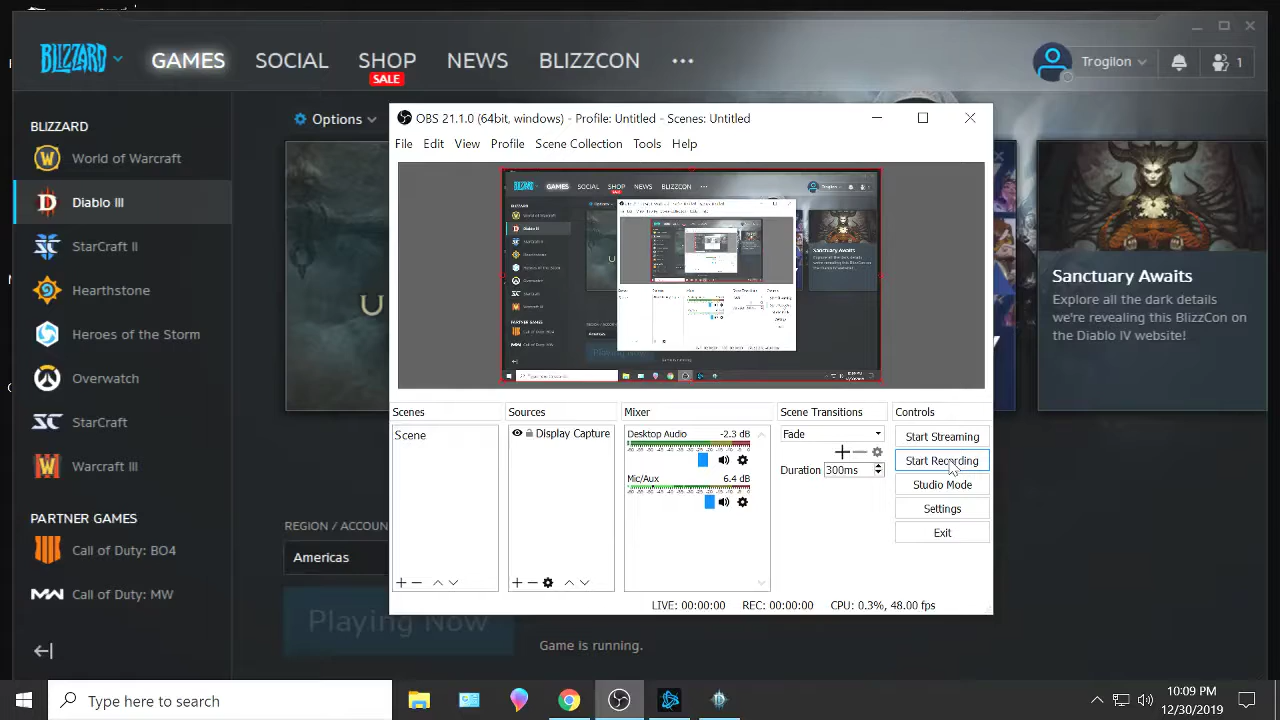 BLIZZARD GAMES SOCIAL SHOP NEWS BLIZZCON ••• Trogilon 1
SALE
BLIZZARD
World of Warcraft
Diablo III
StarCraft II
Hearthstone
Heroes of the Storm
Overwatch
StarCraft
Warcraft III
PARTNER GAMES
Call of Duty: BO4
Call of Duty: MW
Options
REGION / ACCOUN
Americas
Playing Now
Game is running.
Sanctuary Awaits
Explore all the dark details
we're revealing this BlizzCon on
the Diablo IV website!
OBS 21.1.0 (64bit, windows) - Profile: Untitled - Scenes: Untitled
File Edit View Profile Scene Collection Tools Help
Scenes
Scene
Sources
Display Capture
Mixer
Desktop Audio -2.3 dB
Mic/Aux 6.4 dB
Scene Transitions
Fade
Duration 300ms
Controls
Start Streaming
Start Recording
Studio Mode
Settings
Exit
LIVE: 00:00:00 REC: 00:00:00 CPU: 0.3%, 48.00 fps
Type here to search
10:09 PM
12/30/2019